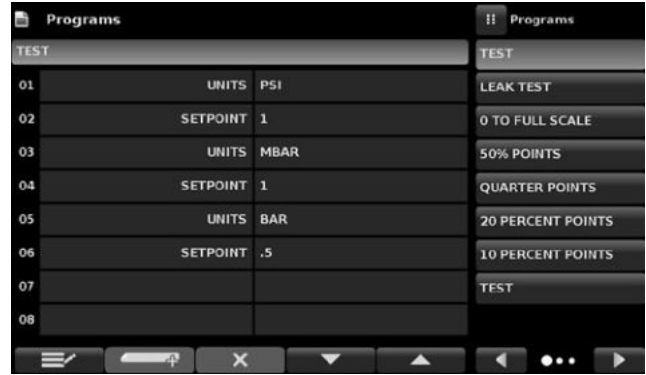 Programs
TEST
01 UNITS PSI
02 SETPOINT 1
03 UNITS MBAR
04 SETPOINT 1
05 UNITS BAR
06 SETPOINT .5
07
08
Programs
TEST
LEAK TEST
0 TO FULL SCALE
50% POINTS
QUARTER POINTS
20 PERCENT POINTS
10 PERCENT POINTS
TEST